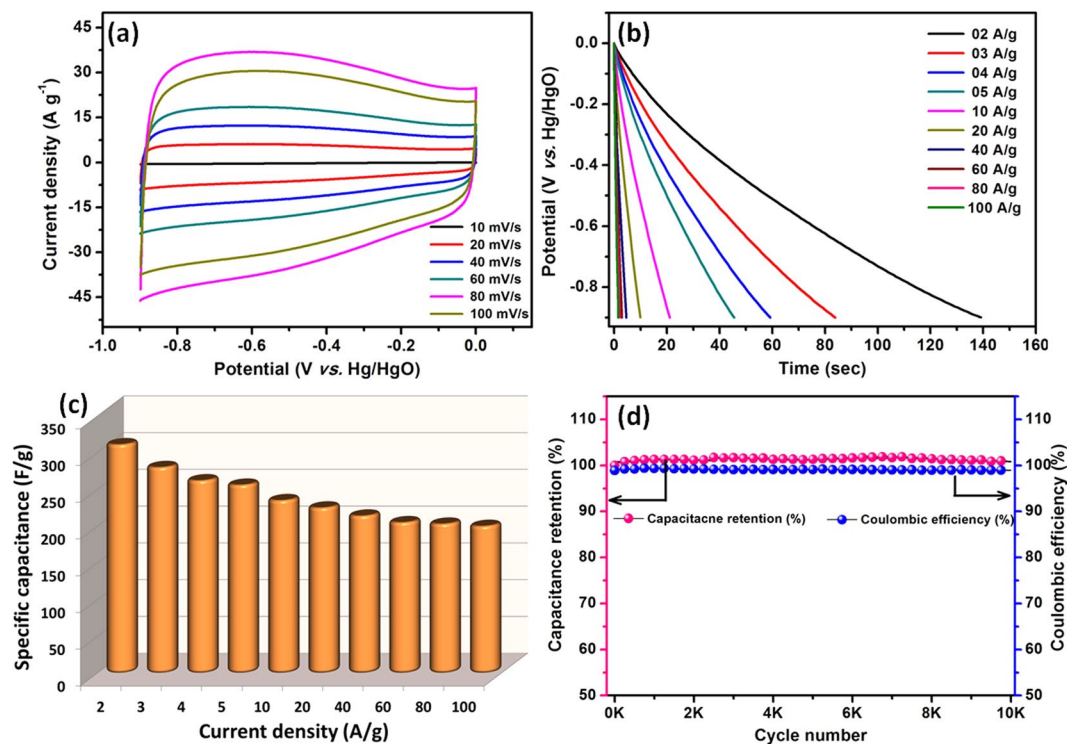 (a)
45
30
15
0
-15
-30
-45
Current density (A g⁻¹)
10 mV/s
20 mV/s
40 mV/s
60 mV/s
80 mV/s
100 mV/s
-1.0 -0.8 -0.6 -0.4 -0.2 0.0
Potential (V vs. Hg/HgO)
(b)
0.0
-0.2
-0.4
-0.6
-0.8
Potential (V vs. Hg/HgO)
02 A/g
03 A/g
04 A/g
05 A/g
10 A/g
20 A/g
40 A/g
60 A/g
80 A/g
100 A/g
0 20 40 60 80 100 120 140 160
Time (sec)
(c)
350
300
250
200
150
100
50
0
Specific capacitance (F/g)
2 3 4 5 10 20 40 60 80 100
Current density (A/g)
(d)
110
105
100
95
90
85
80
75
70
65
60
55
50
Capacitance retention (%)
Capacitacne retention (%) Coulombic efficiency (%)
110
100
90
80
70
60
50
Coulombic efficiency (%)
0K 2K 4K 6K 8K 10K
Cycle number